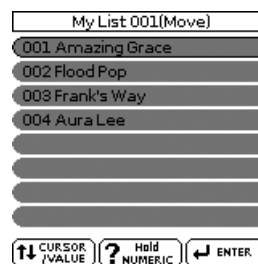 My List 001(Move)
001 Amazing Grace
002 Flood Pop
003 Frank's Way
004 Aura Lee
↑↓ CURSOR /VALUE ? Hold NUMERIC ↵ ENTER